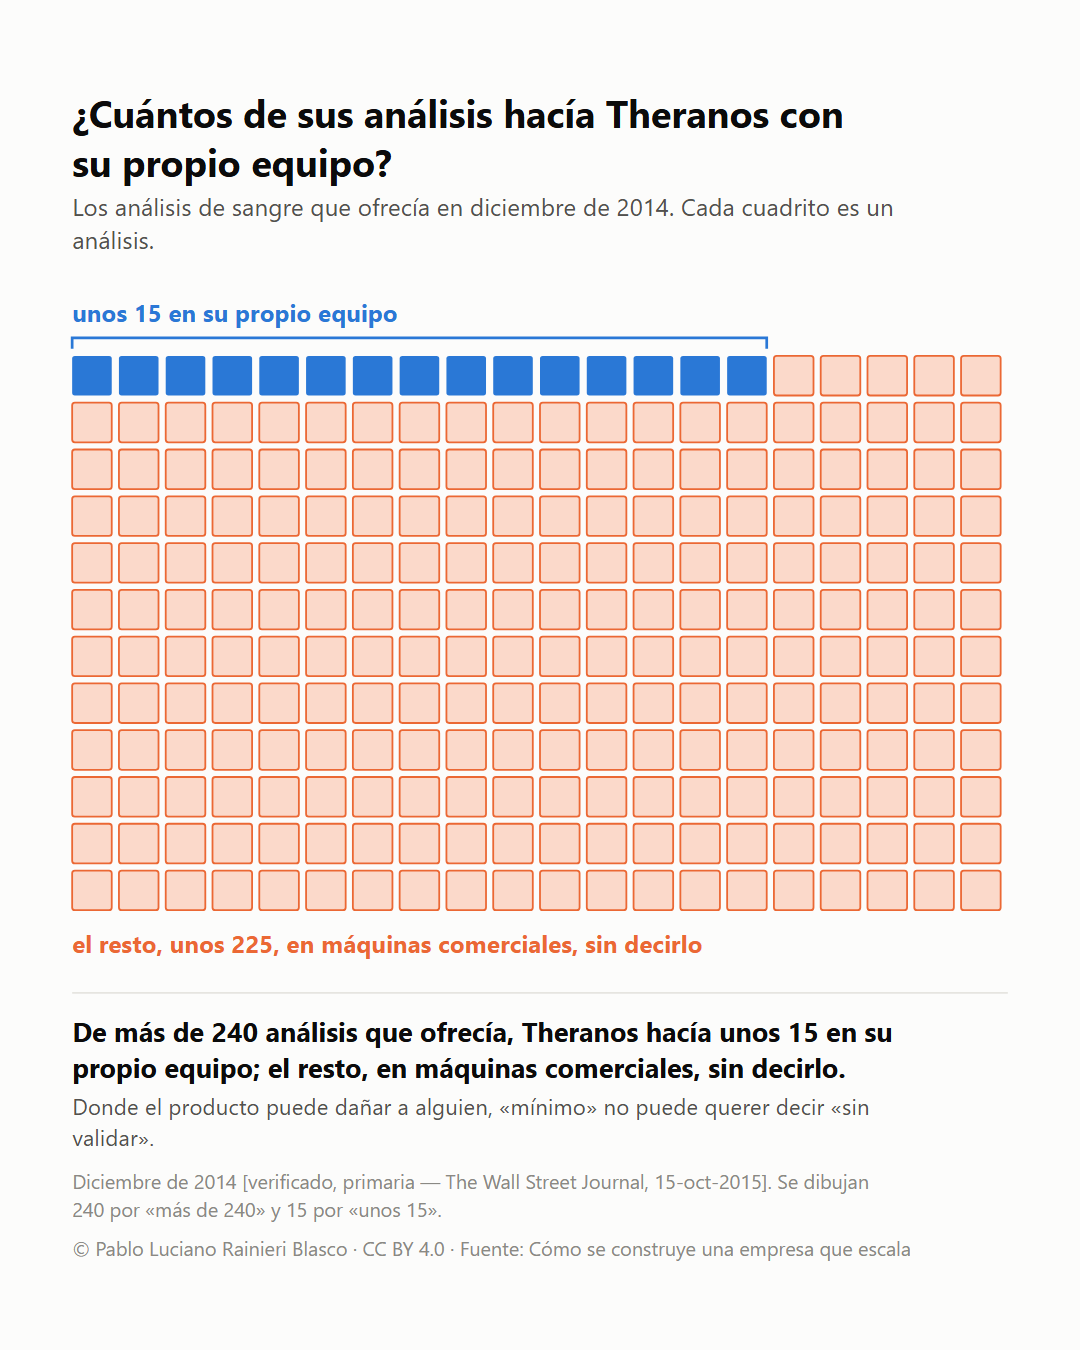 ¿Cuántos de sus análisis hacía Theranos con
su propio equipo?
Los análisis de sangre que ofrecía en diciembre de 2014. Cada cuadrito es un
análisis.
unos 15 en su propio equipo
el resto, unos 225, en máquinas comerciales, sin decirlo
De más de 240 análisis que ofrecía, Theranos hacía unos 15 en su
propio equipo; el resto, en máquinas comerciales, sin decirlo.
Donde el producto puede dañar a alguien, «mínimo» no puede querer decir «sin
validar».
Diciembre de 2014 [verificado, primaria — The Wall Street Journal, 15-oct-2015]. Se dibujan
240 por «más de 240» y 15 por «unos 15».
© Pablo Luciano Rainieri Blasco · CC BY 4.0 · Fuente: Cómo se construye una empresa que escala